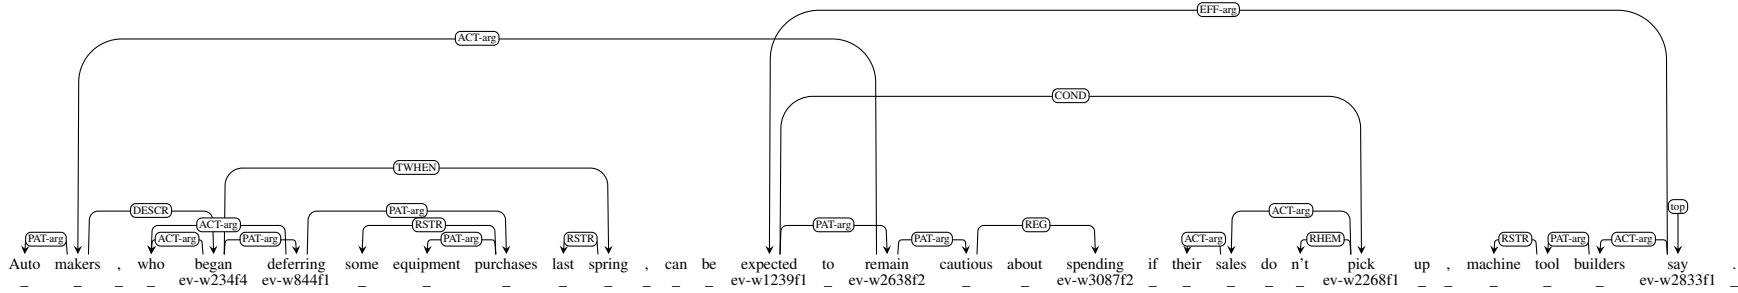 EFF-arg
ACT-arg
COND
TWHEN
top
DESCR PAT-arg ACT-arg
ACT-arg RSTR PAT-arg REG
PAT-arg ACT-arg PAT-arg PAT-arg RSTR PAT-arg ACT-arg RHEM RSTR PAT-arg ACT-arg
Auto makers , who began deferring some equipment purchases last spring , can be expected to remain cautious about spending if their sales do n't pick up , machine tool builders say .
_ _ _ _ ev-w234f4 ev-w844f1 _ _ _ _ _ _ _ _ ev-w1239f1 _ ev-w2638f2 _ _ ev-w3087f2 _ _ _ _ _ ev-w2268f1 _ _ _ _ _ ev-w2833f1 _